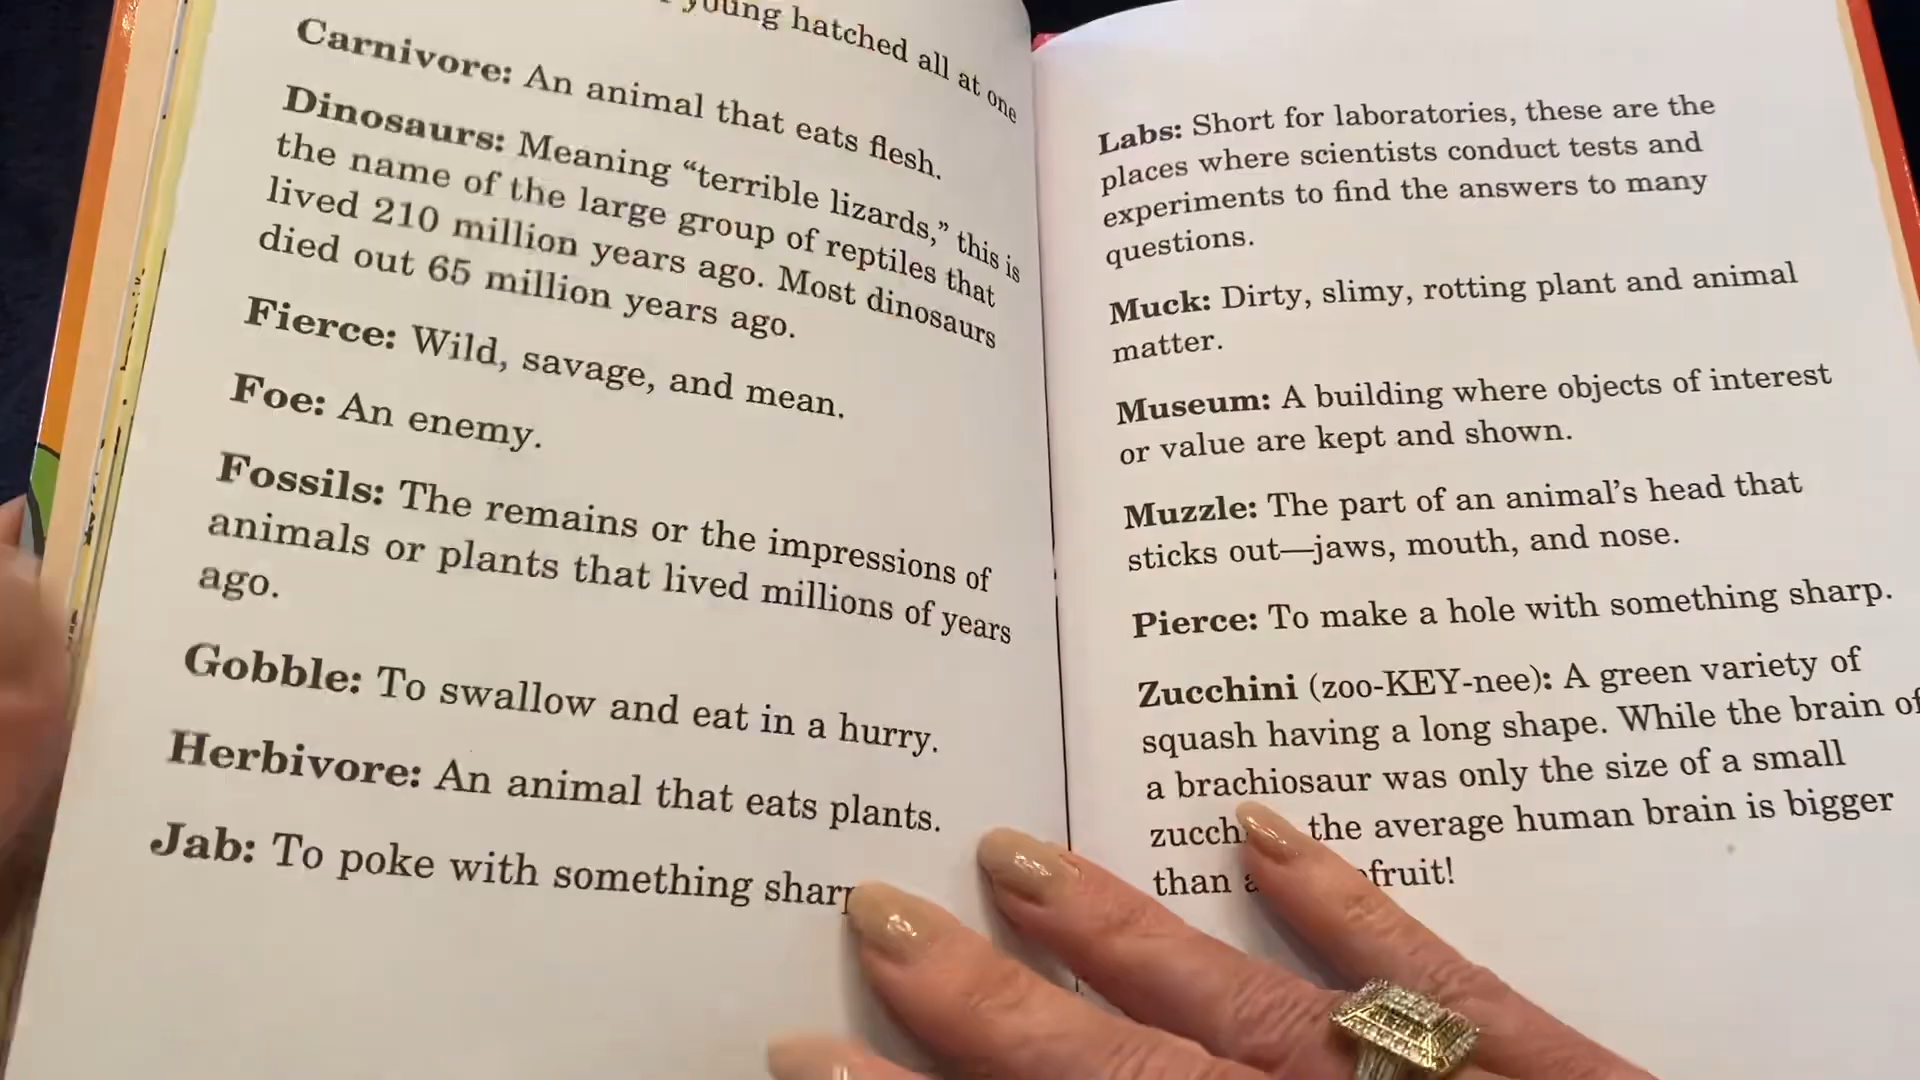 young hatched all at one
Carnivore: An animal that eats flesh.
Dinosaurs: Meaning “terrible lizards,” this is
the name of the large group of reptiles that
lived 210 million years ago. Most dinosaurs
died out 65 million years ago.
Fierce: Wild, savage, and mean.
Foe: An enemy.
Fossils: The remains or the impressions of
animals or plants that lived millions of years
ago.
Gobble: To swallow and eat in a hurry.
Herbivore: An animal that eats plants.
Jab: To poke with something
Labs: Short for laboratories, these are the
places where scientists conduct tests and
experiments to find the answers to many
questions.
Muck: Dirty, slimy, rotting plant and animal
matter.
Museum: A building where objects of interest
or value are kept and shown.
Muzzle: The part of an animal’s head that
sticks out—jaws, mouth, and nose.
Pierce: To make a hole with something sharp.
Zucchini (zoo-KEY-nee): A green variety of
squash having a long shape. While the brain of
a brachiosaur was only the size of a small
the average human brain is bigger
than